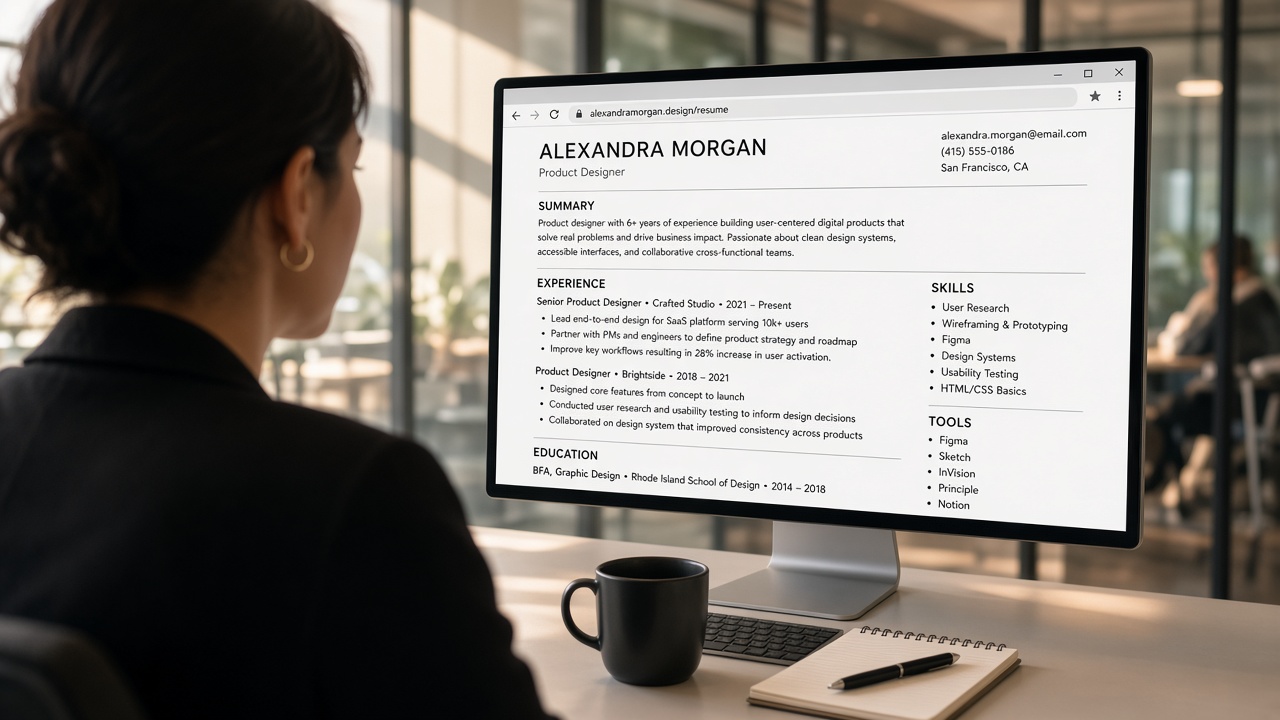 alexandramorgan.design/resume
ALEXANDRA MORGAN
Product Designer
alexandra.morgan@email.com
(415) 555-0186
San Francisco, CA
SUMMARY
Product designer with 6+ years of experience building user-centered digital products that
solve real problems and drive business impact. Passionate about clean design systems,
accessible interfaces, and collaborative cross-functional teams.
EXPERIENCE
Senior Product Designer • Crafted Studio • 2021 – Present
• Lead end-to-end design for SaaS platform serving 10k+ users
• Partner with PMs and engineers to define product strategy and roadmap
• Improve key workflows resulting in 28% increase in user activation.
Product Designer • Brightside • 2018 – 2021
• Designed core features from concept to launch
• Conducted user research and usability testing to inform design decisions
• Collaborated on design system that improved consistency across products
EDUCATION
BFA, Graphic Design • Rhode Island School of Design • 2014 – 2018
SKILLS
• User Research
• Wireframing & Prototyping
• Figma
• Design Systems
• Usability Testing
• HTML/CSS Basics
TOOLS
• Figma
• Sketch
• InVision
• Principle
• Notion